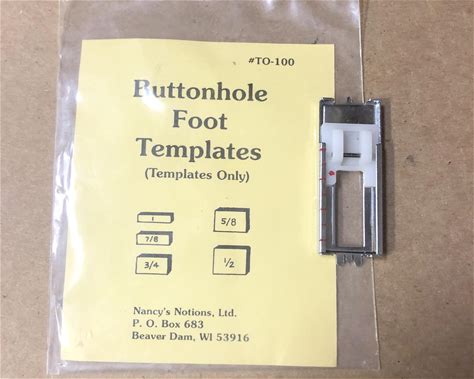 #TO-100
Buttonhole
Foot
Templates
(Templates Only)
1
5/8
7/8
3/4
1/2
Nancy's Notions, Ltd.
P. O. Box 683
Beaver Dam, WI 53916